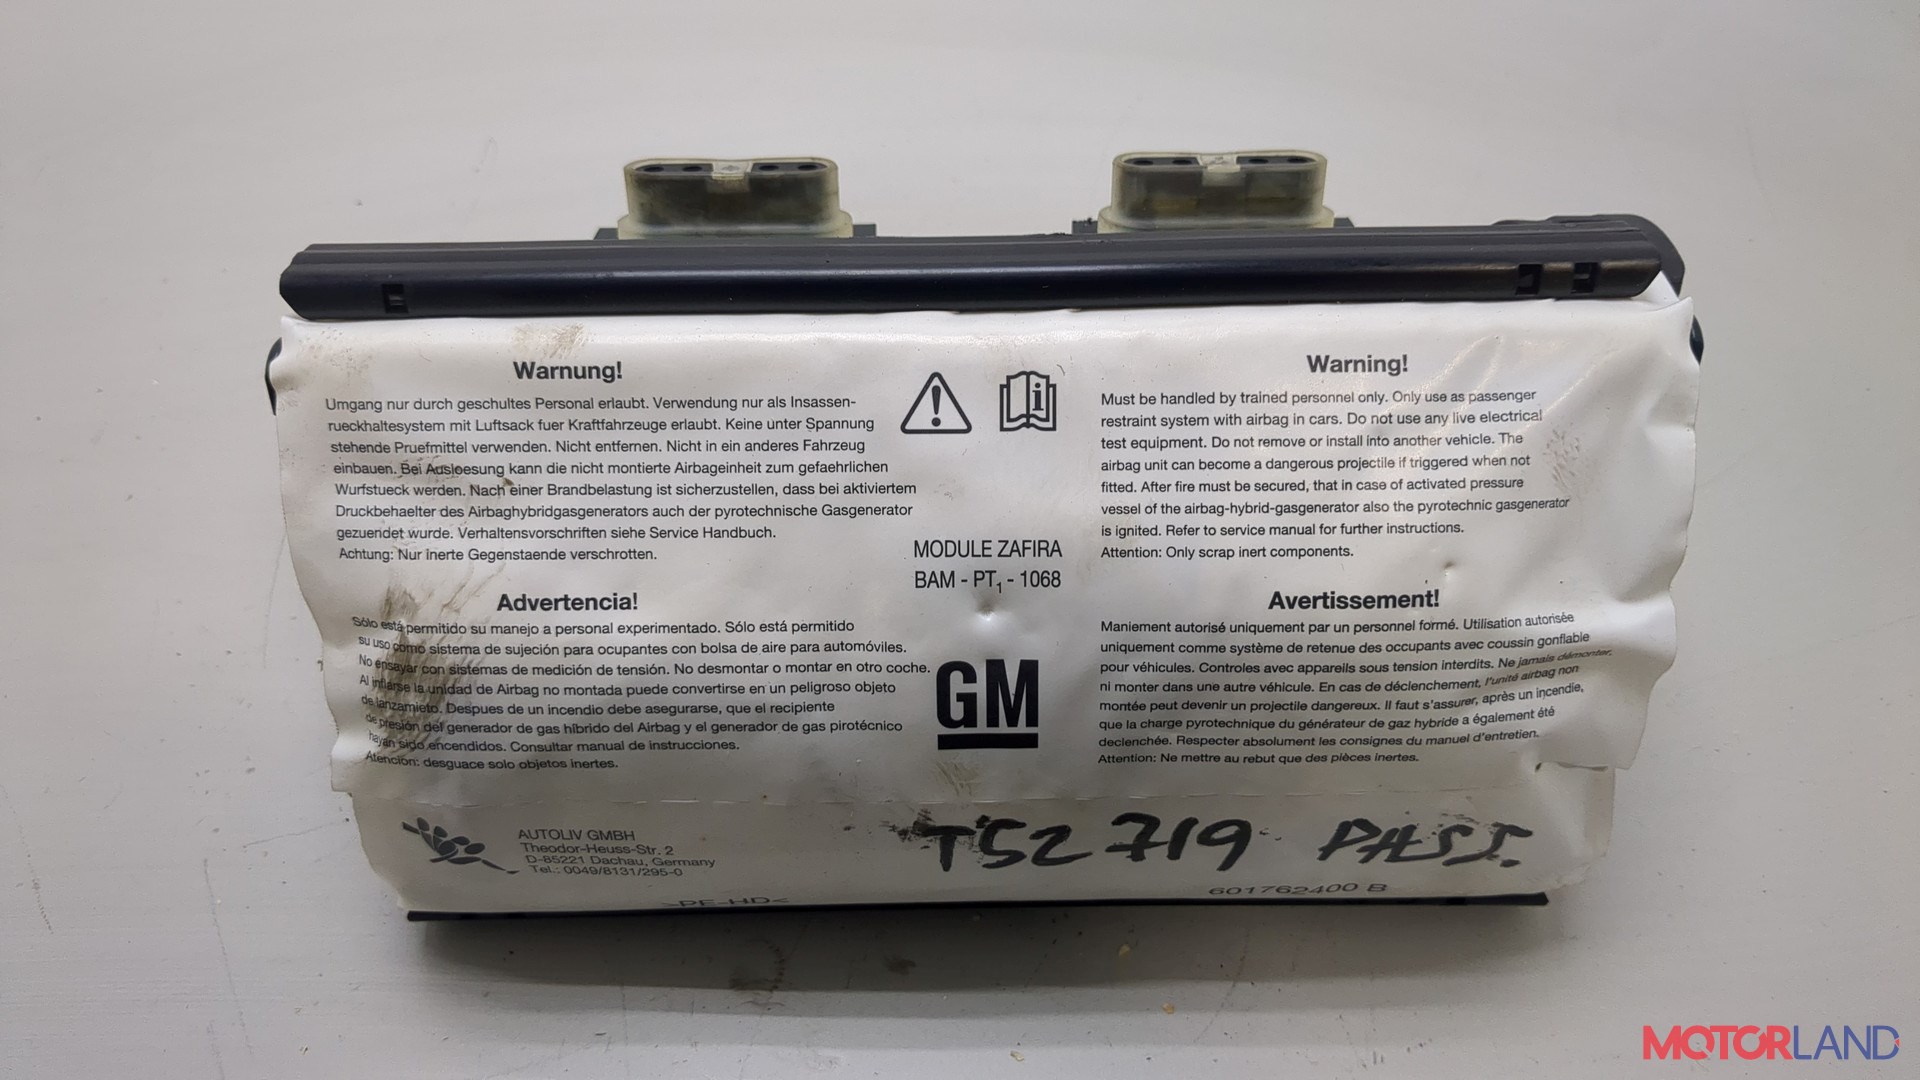 Warnung!
Umgang nur durch geschultes Personal erlaubt. Verwendung nur als Insassen-
rueckhaltesystem mit Luftsack fuer Kraftfahrzeuge erlaubt. Keine unter Spannung
stehende Pruefmittel verwenden. Nicht entfernen. Nicht in ein anderes Fahrzeug
einbauen. Bei Ausloesung kann die nicht montierte Airbageinheit zum gefaehrlichen
Wurfstueck werden. Nach einer Brandbelastung ist sicherzustellen, dass bei aktiviertem
Druckbehaelter des Airbaghybridgasgenerators auch der pyrotechnische Gasgenerator
gezuendet wurde. Verhaltensvorschriften siehe Service Handbuch.
Achtung: Nur inerte Gegenstaende verschrotten.
Warning!
Must be handled by trained personnel only. Only use as passenger
restraint system with airbag in cars. Do not use any live electrical
test equipment. Do not remove or install into another vehicle. The
airbag unit can become a dangerous projectile if triggered when not
fitted. After fire must be secured, that in case of activated pressure
vessel of the airbag-hybrid-gasgenerator also the pyrotechnic gasgenerator
is ignited. Refer to service manual for further instructions.
Attention: Only scrap inert components.
MODULE ZAFIRA
BAM - PT1 - 1068
Advertencia!
Sólo está permitido su manejo a personal experimentado. Sólo está permitido
su uso como sistema de sujeción para ocupantes con bolsa de aire para automóviles.
No ensayar con sistemas de medición de tensión. No desmontar o montar en otro coche.
Al inflarse la unidad de Airbag no montada puede convertirse en un peligroso objeto
de lanzamieto. Despues de un incendio debe asegurarse, que el recipiente
de presión del generador de gas híbrido del Airbag y el generador de gas pirotécnico
hayan sido encendidos. Consultar manual de instrucciones.
Atención: desguace solo objetos inertes.
Avertissement!
Maniement autorisé uniquement par un personnel formé. Utilisation autorisée
uniquement comme système de retenue des occupants avec coussin gonflable
pour véhicules. Controles avec appareils sous tension interdits. Ne jamais démonter,
ni monter dans une autre véhicule. En cas de déclenchement, l'unité airbag non
montée peut devenir un projectile dangereux. Il faut s'assurer, après un incendie,
que la charge pyrotechnique du générateur de gaz hybride a également été
declenchée. Respecter absolument les consignes du manuel d'entretien.
Attention: Ne mettre au rebut que des pièces inertes.
GM
AUTOLIV GMBH
Theodor-Heuss-Str. 2
D-85221 Dachau, Germany
Tel.: 0049/8131/295-0
T52719 PASS.
601762400 B
>PE-HD<
MOTORLAND